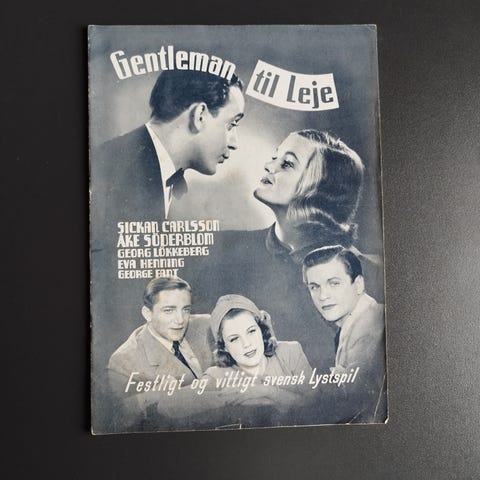 Gentleman til Leje
SICKAN CARLSSON
ÅKE SÖDERBLOM
GEORG LØKKEBERG
EVA HENNING
GEORGE FANT
Festligt og vittigt svensk Lystspil